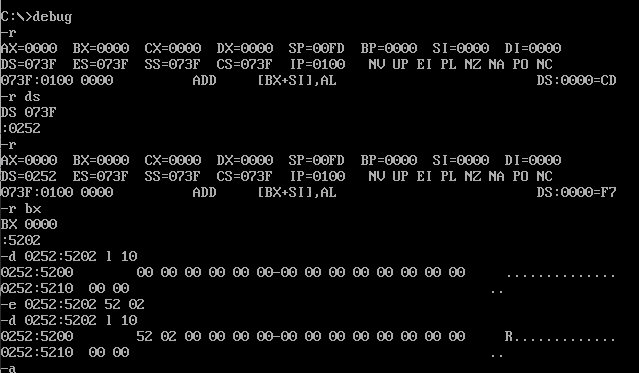 C:\>debug
-r
AX=0000  BX=0000  CX=0000  DX=0000  SP=00FD  BP=0000  SI=0000  DI=0000
DS=073F  ES=073F  SS=073F  CS=073F  IP=0100   NV UP EI PL NZ NA PO NC
073F:0100 0000          ADD     [BX+SI],AL                         DS:0000=CD
-r ds
DS 073F
:0252
-r
AX=0000  BX=0000  CX=0000  DX=0000  SP=00FD  BP=0000  SI=0000  DI=0000
DS=0252  ES=073F  SS=073F  CS=073F  IP=0100   NV UP EI PL NZ NA PO NC
073F:0100 0000          ADD     [BX+SI],AL                         DS:0000=F7
-r bx
BX 0000
:5202
-d 0252:5202 l 10
0252:5200        00 00 00 00 00 00-00 00 00 00 00 00 00 00     ..............
0252:5210  00 00                                             ..
-e 0252:5202 52 02
-d 0252:5202 l 10
0252:5200        52 02 00 00 00 00-00 00 00 00 00 00 00 00     R.............
0252:5210  00 00                                             ..
-a